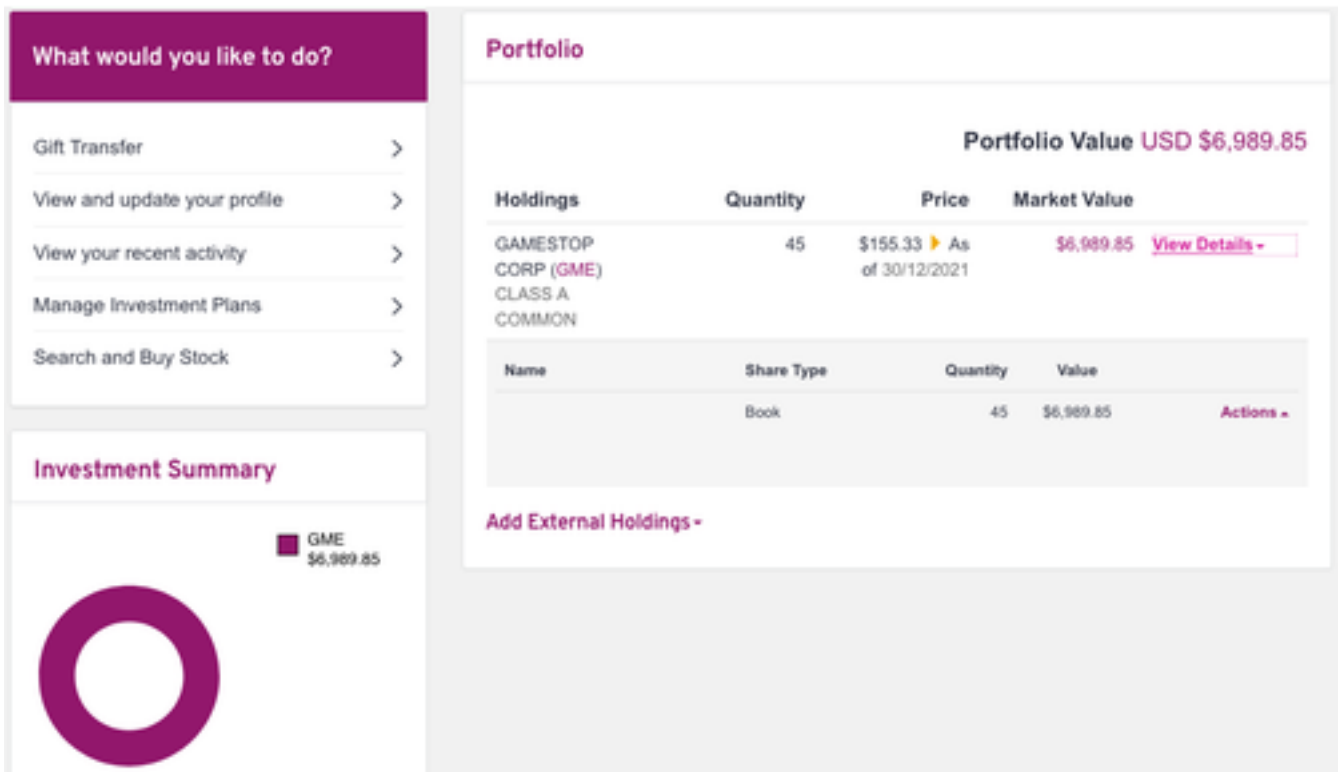 What would you like to do?
Gift Transfer
View and update your profile
View your recent activity
Manage Investment Plans
Search and Buy Stock
Investment Summary
GME
$6,989.85
Portfolio
Portfolio Value USD $6,989.85
Holdings Quantity Price Market Value
GAMESTOP 45 $155.33 As $6,989.85 View Details
CORP (GME) of 30/12/2021
CLASS A
COMMON
Name Share Type Quantity Value
Book 45 $6,989.85 Actions
Add External Holdings